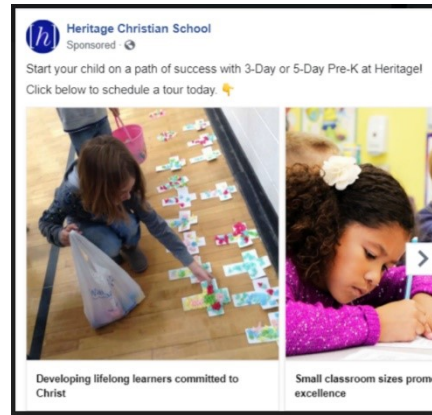 [h]
Heritage Christian School
Sponsored ·
Start your child on a path of success with 3-Day or 5-Day Pre-K at Heritage!
Click below to schedule a tour today. 👇
Developing lifelong learners committed to
Christ
Small classroom sizes
excellence